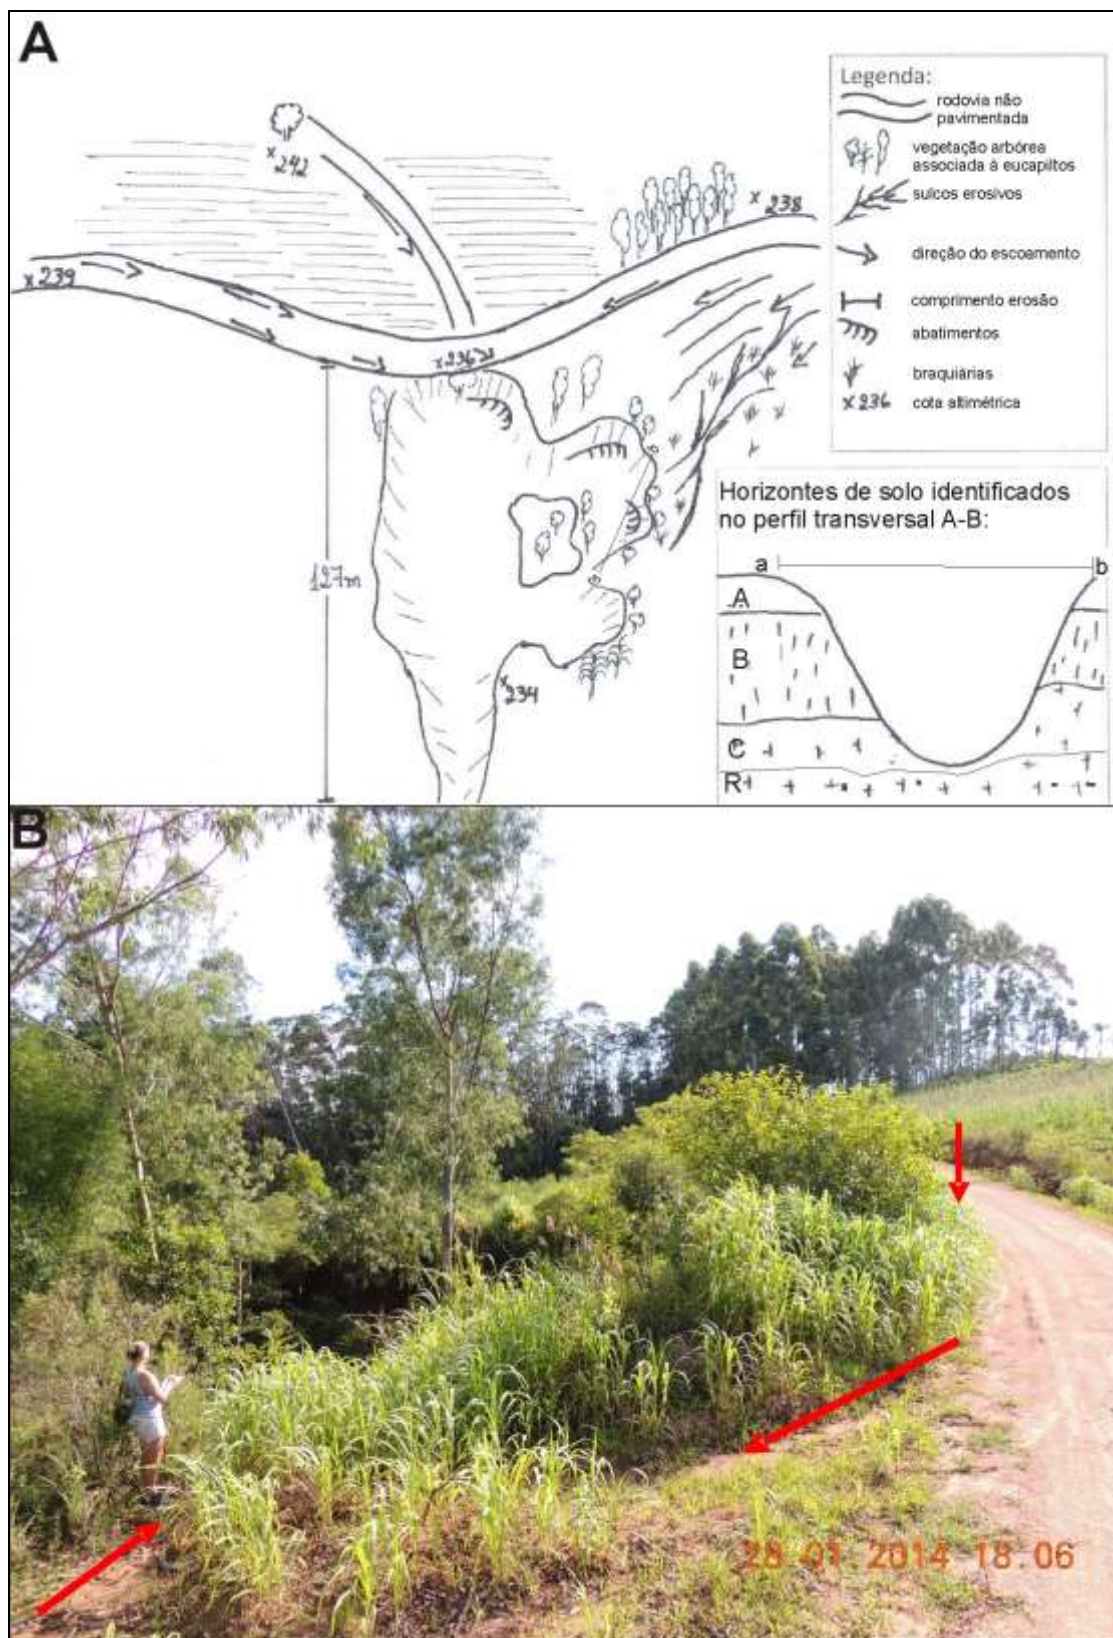 A
Legenda:
rodovia não
pavimentada
vegetação arbórea
associada à eucapiltos
sulcos erosivos
direção do escoamento
comprimento erosão
abatimentos
braquiárias
x 236 cota altimétrica
x 242
x 238
x 239
x 236
127m
x 234
Horizontes de solo identificados
no perfil transversal A-B:
a b
A
B
C
R
B
28 01 2014 18:06